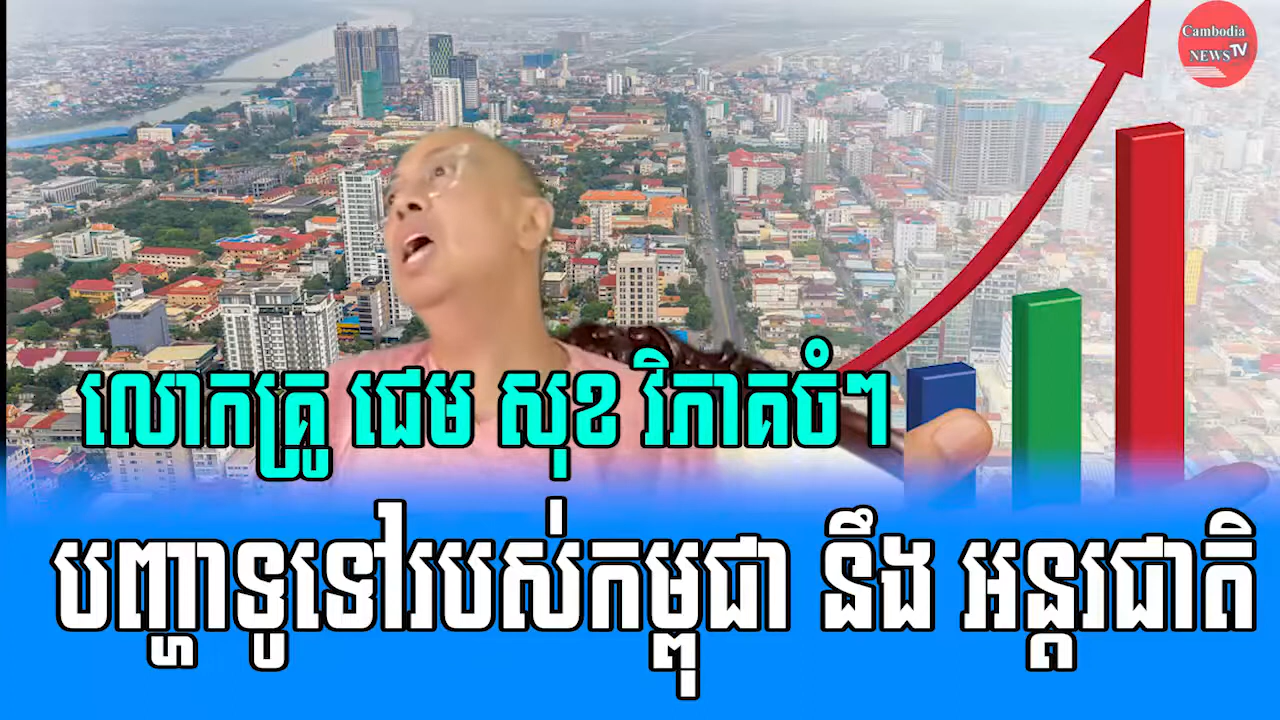 Cambodia
NEWS TV
លោកគ្រូ ជេម សុខ វិភាគចំៗ
បញ្ហាទូទៅរបស់កម្ពុជា នឹង អន្តរជាតិ